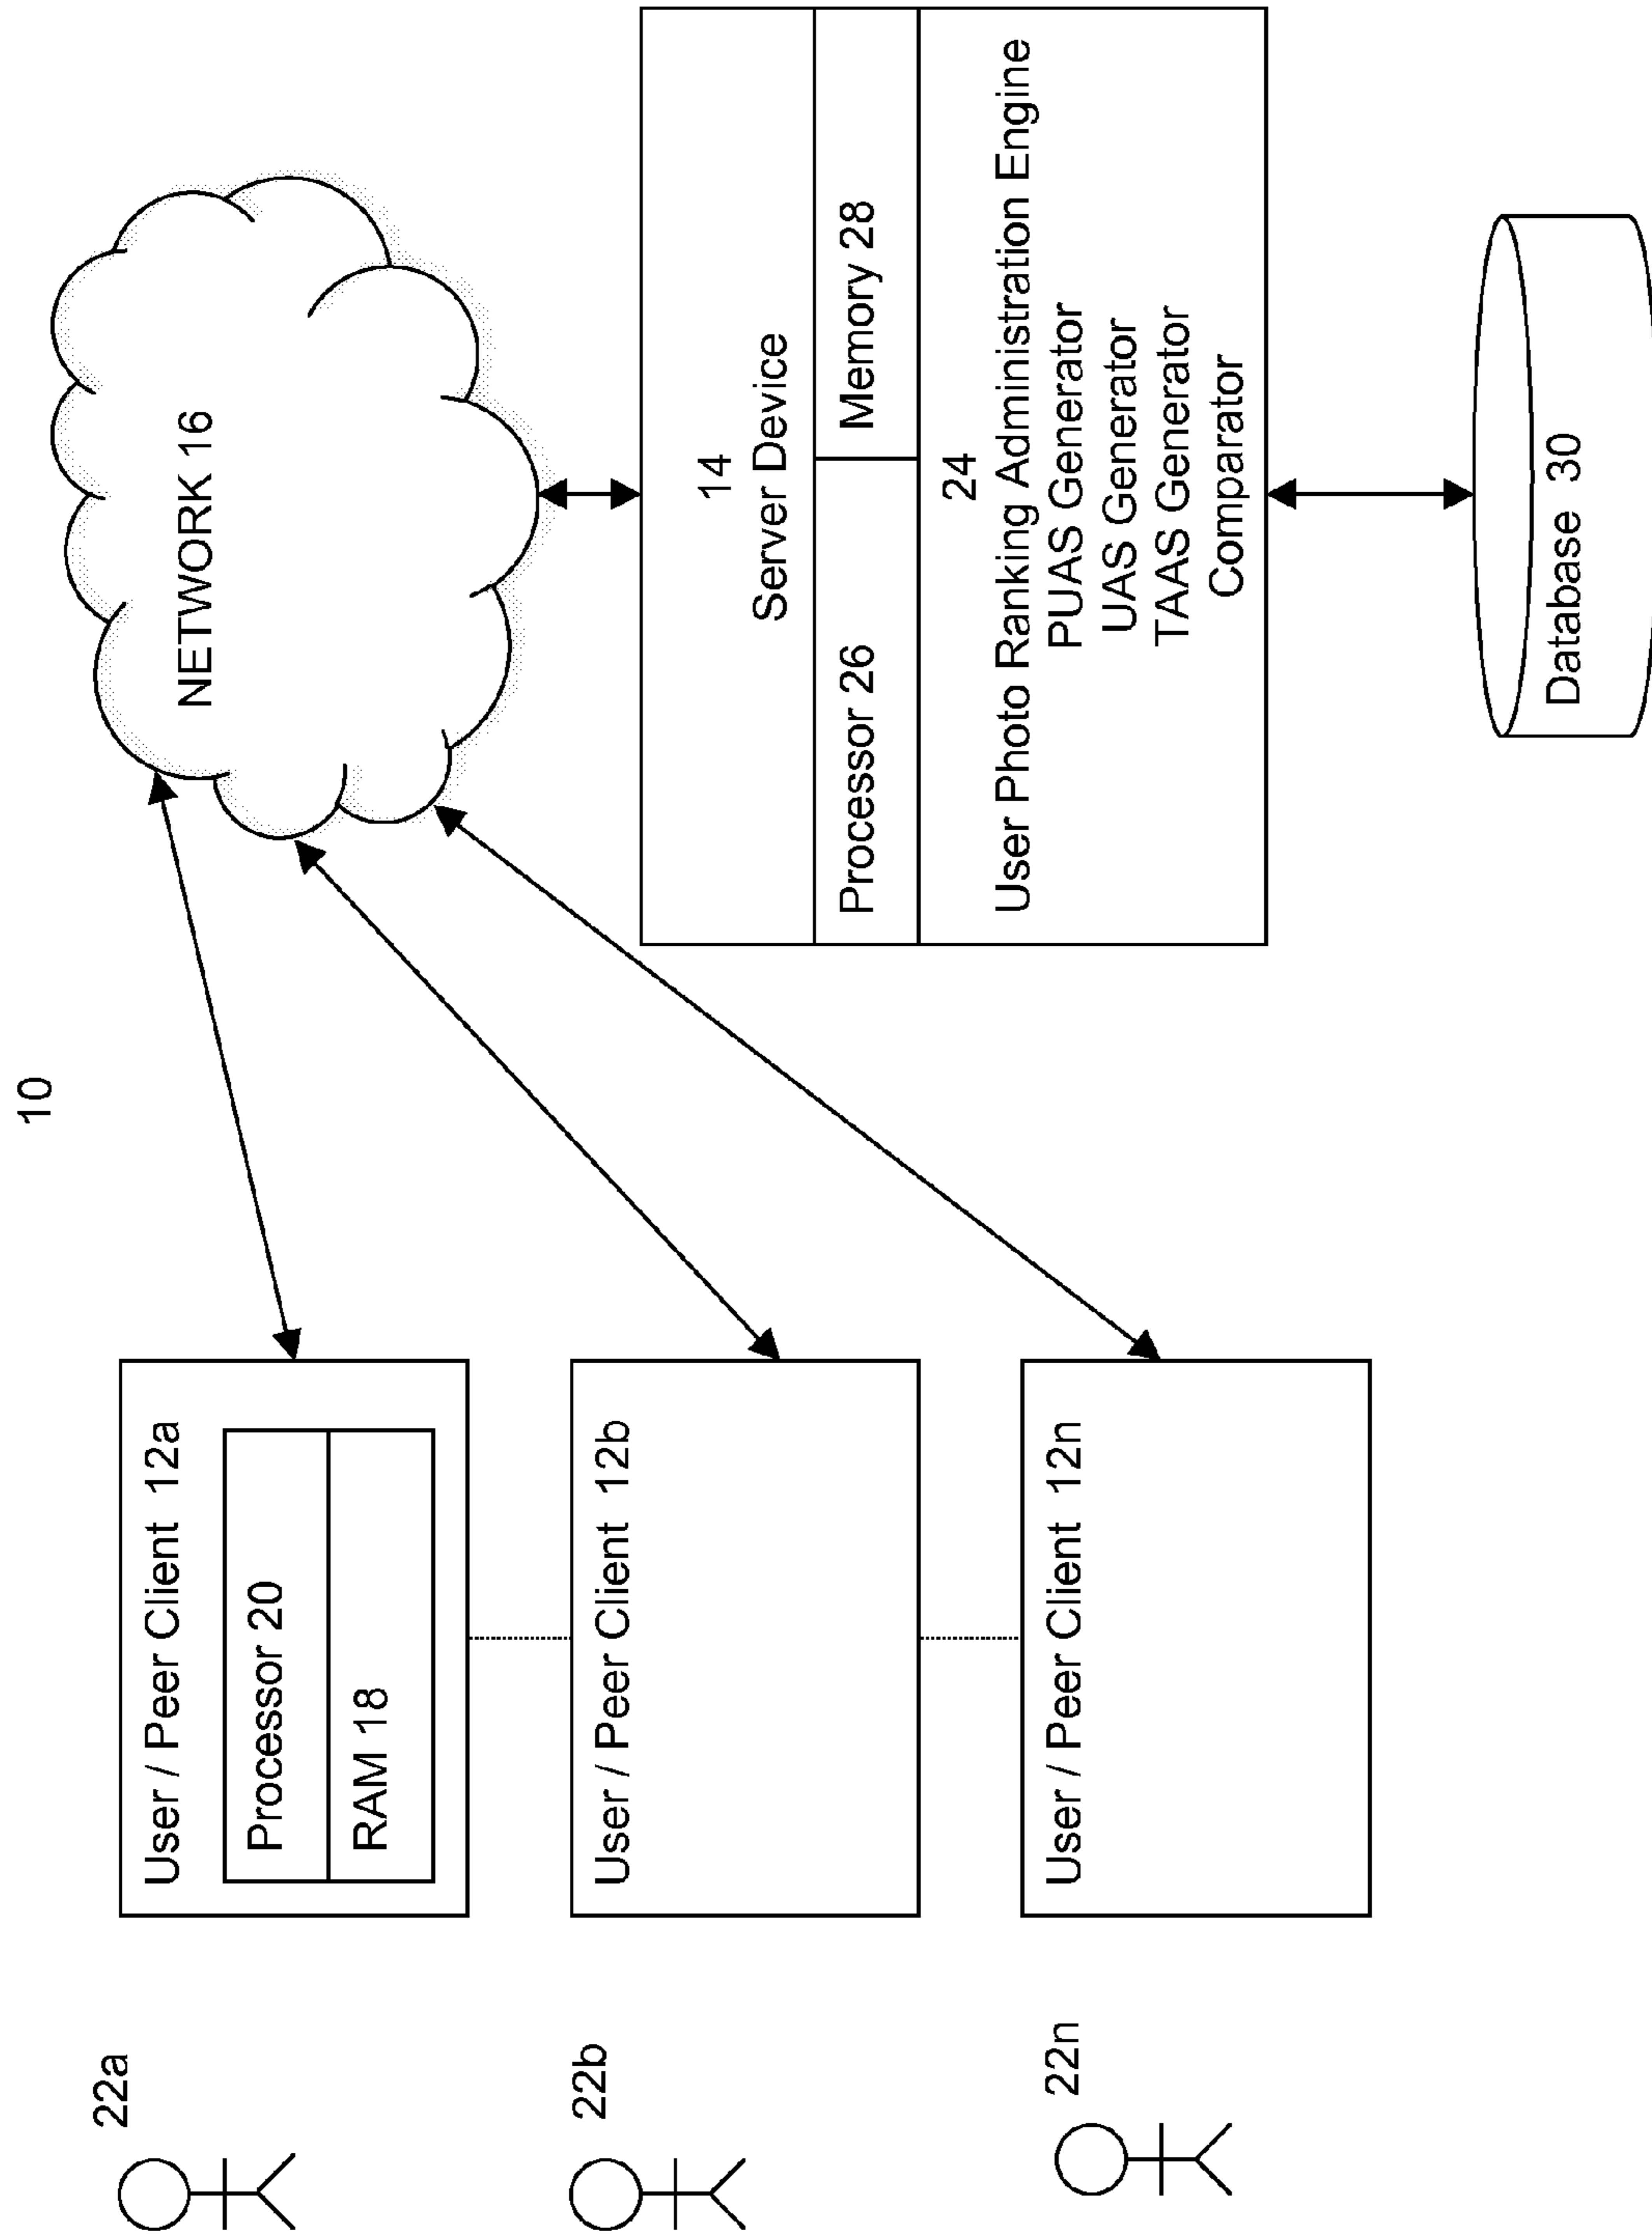 10
22a
User / Peer Client 12a
Processor 20
RAM 18
22b
User / Peer Client 12b
22n
User / Peer Client 12n
NETWORK 16
14
Server Device
Processor 26
Memory 28
24
User Photo Ranking Administration Engine
PUAS Generator
UAS Generator
TAAS Generator
Comparator
Database 30